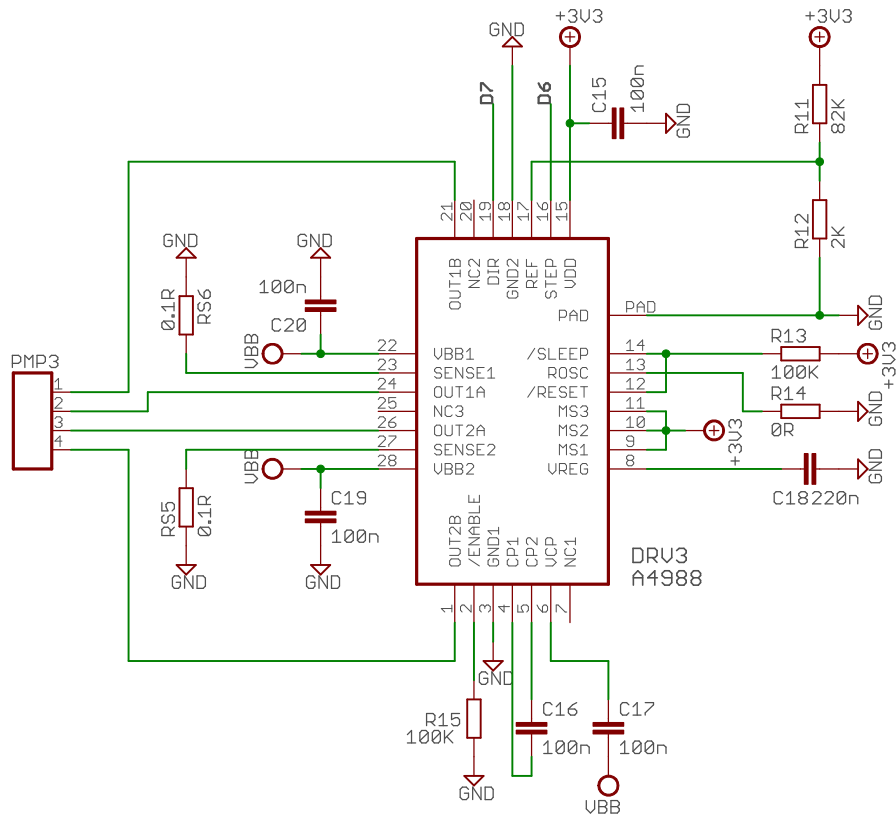 +3V3
+3V3
GND
D7
D6
C15
100n
GND
R11
82K
21
20
19
18
17
16
15
R12
2K
GND
GND
OUT1B
NC2
DIR
GND2
REF
STEP
VDD
100n
C20
0.1R
RS6
PAD
PAD
GND
VBB
22
VBB1
/SLEEP
14
R13
100K
+3V3
PMP3
23
SENSE1
ROSC
13
1
24
OUT1A
/RESET
12
R14
0R
GND
2
25
NC3
MS3
11
3
26
OUT2A
MS2
10
+3V3
4
27
SENSE2
MS1
9
VBB
28
VBB2
VREG
8
GND
C18
220n
C19
100n
RS5
0.1R
GND
GND
OUT2B
/ENABLE
GND1
CP1
CP2
VCP
NC1
DRV3
A4988
1
2
3
4
5
6
7
GND
R15
100K
C16
100n
C17
100n
GND
VBB